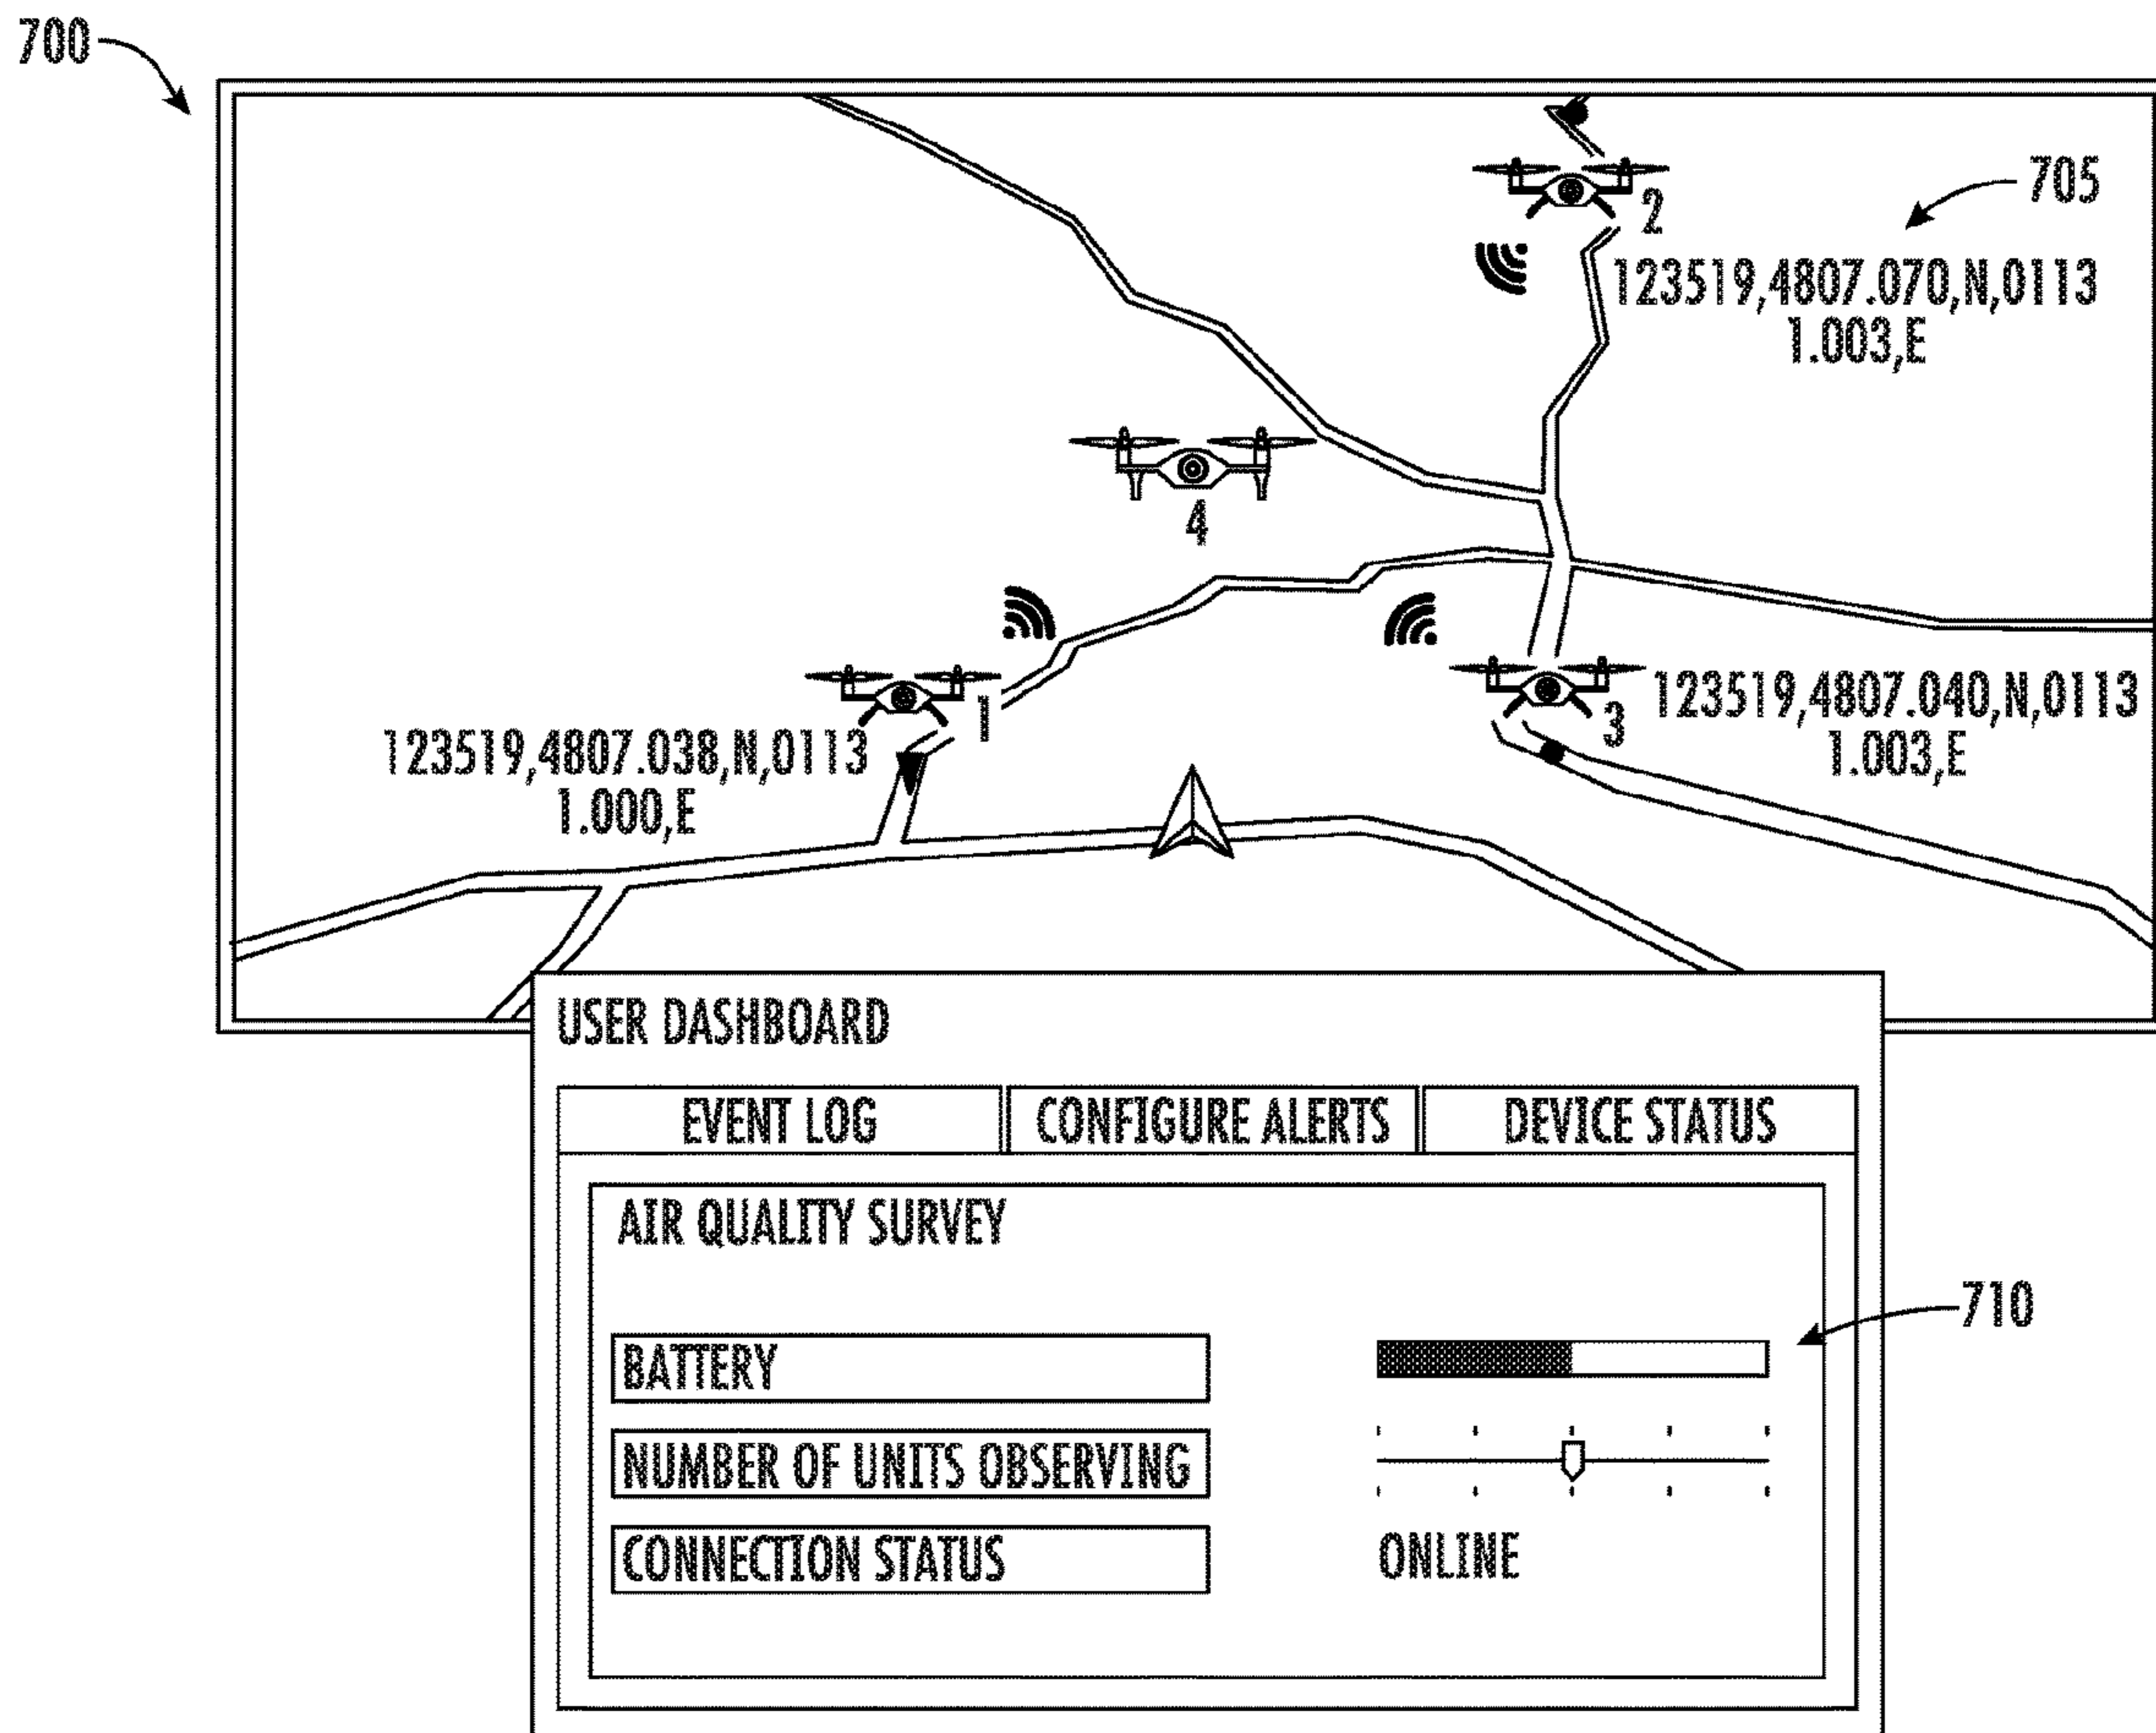 700
705
2
123519,4807.070,N,0113
1.003,E
4
1
123519,4807.038,N,0113
1.000,E
3
123519,4807.040,N,0113
1.003,E
USER DASHBOARD
EVENT LOG
CONFIGURE ALERTS
DEVICE STATUS
AIR QUALITY SURVEY
710
BATTERY
NUMBER OF UNITS OBSERVING
CONNECTION STATUS
ONLINE